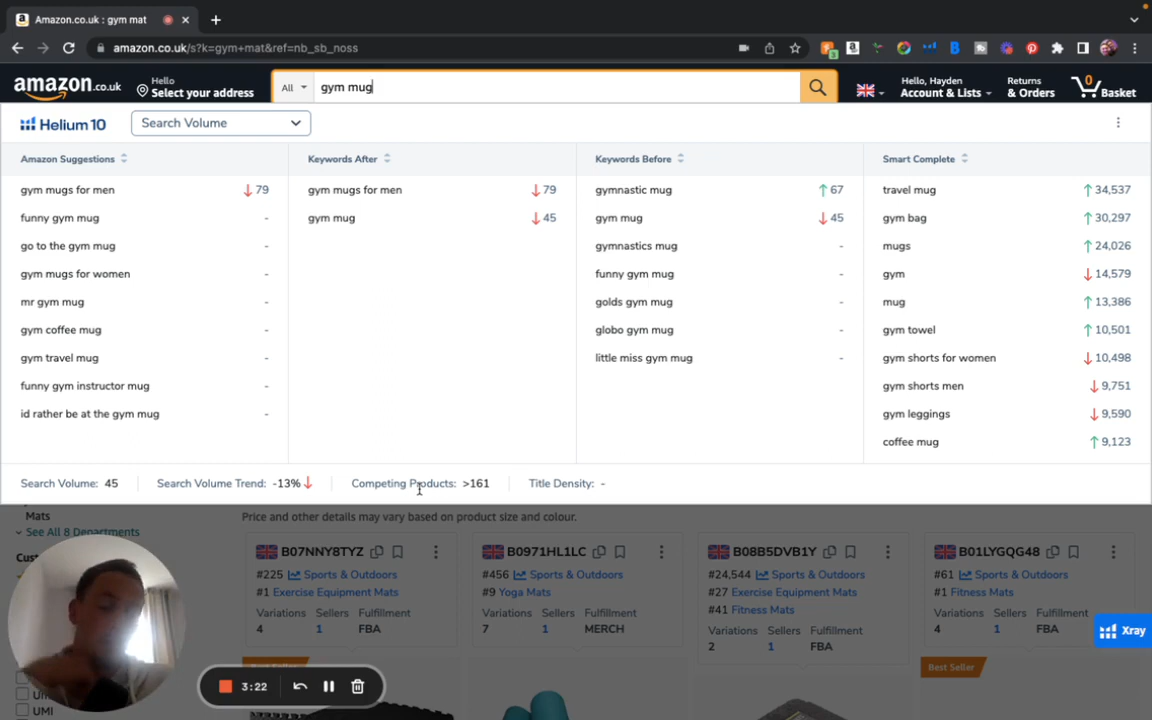 Amazon.co.uk : gym mat
amazon.co.uk/s?k=gym+mat&ref=nb_sb_noss
3
amazon.co.uk
Hello
Select your address
All
gym mug
Hello, Hayden
Account & Lists
Returns
& Orders
0
Basket
Helium 10
Search Volume
Amazon Suggestions
Keywords After
Keywords Before
Smart Complete
gym mugs for men 79
gym mugs for men 79
gymnastic mug 67
travel mug 34,537
funny gym mug -
gym mug 45
gym mug 45
gym bag 30,297
go to the gym mug -
gymnastics mug -
mugs 24,026
gym mugs for women -
funny gym mug -
gym 14,579
mr gym mug -
golds gym mug -
mug 13,386
gym coffee mug -
globo gym mug -
gym towel 10,501
gym travel mug -
little miss gym mug -
gym shorts for women 10,498
funny gym instructor mug -
gym shorts men 9,751
id rather be at the gym mug -
gym leggings 9,590
coffee mug 9,123
Search Volume: 45
Search Volume Trend: -13%
Competing Products: >161
Title Density: -
Mats
See All 8 Departments
Price and other details may vary based on product size and colour.
B07NNY8TYZ
B0971HL1LC
B08B5DVB1Y
B01LYGQG48
#225 Sports & Outdoors
#1 Exercise Equipment Mats
Variations Sellers Fulfillment
4 1 FBA
#456 Sports & Outdoors
#9 Yoga Mats
Variations Sellers Fulfillment
7 1 MERCH
#24,544 Sports & Outdoors
#27 Exercise Equipment Mats
#41 Fitness Mats
Variations Sellers Fulfillment
2 1 FBA
#61 Sports & Outdoors
#1 Fitness Mats
Variations Sellers Fulfillment
4 1 FBA
Xray
Best Seller
3:22
UMI